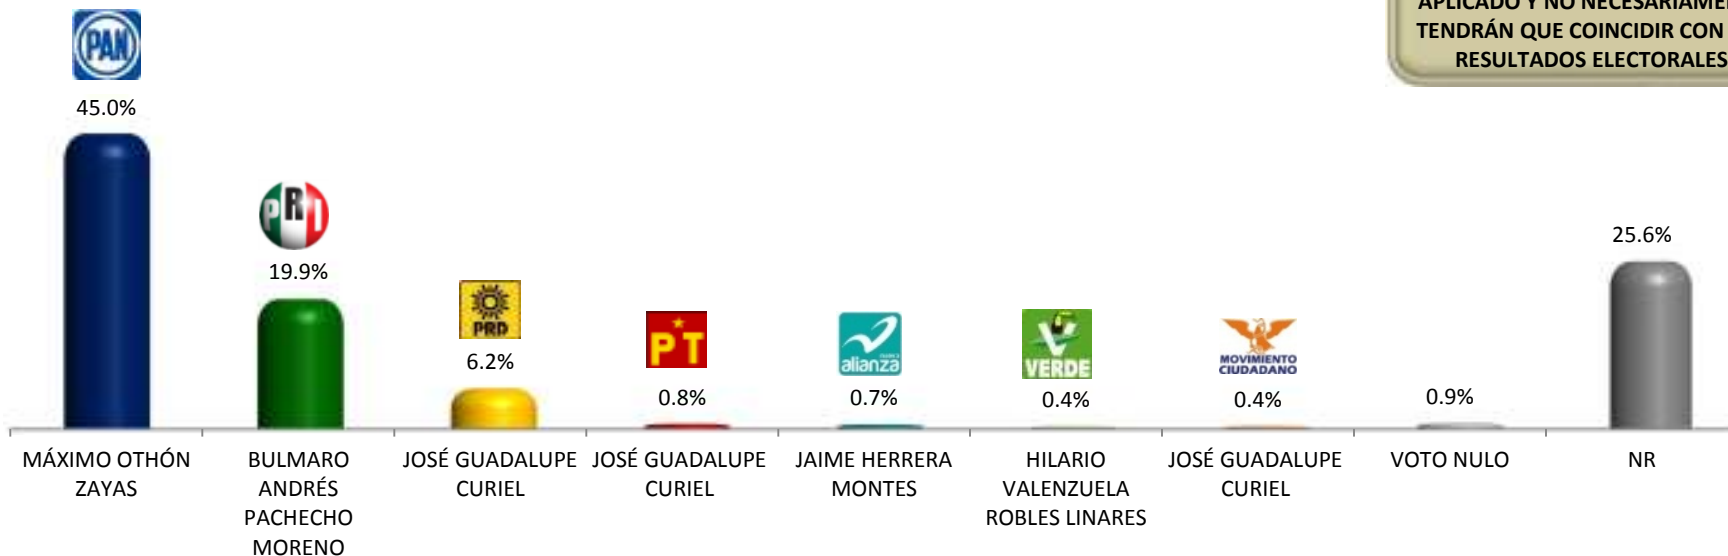 APLICADO Y NO
TENDRÁN QUE COINCIDIR CON
RESULTADOS ELECTORALES
PAN
45.0%
PRI
19.9%
25.6%
PRD
6.2%
PT
0.8%
alianza
0.7%
VERDE
0.4%
MOVIMIENTO
CIUDADANO
0.4%
0.9%
MÁXIMO OTHÓN
ZAYAS
BULMARO
ANDRÉS
PACHECHO
MORENO
JOSÉ GUADALUPE
CURIEL
JOSÉ GUADALUPE
CURIEL
JAIME HERRERA
MONTES
HILARIO
VALENZUELA
ROBLES LINARES
JOSÉ GUADALUPE
CURIEL
VOTO NULO
NR